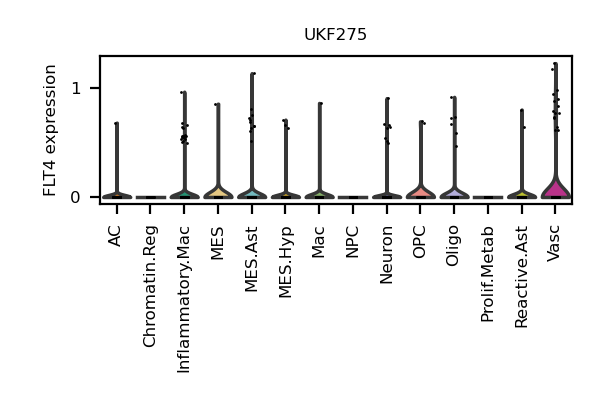 UKF275
FLT4 expression
1
0
AC
Chromatin.Reg
Inflammatory.Mac
MES
MES.Ast
MES.Hyp
Mac
NPC
Neuron
OPC
Oligo
Prolif.Metab
Reactive.Ast
Vasc